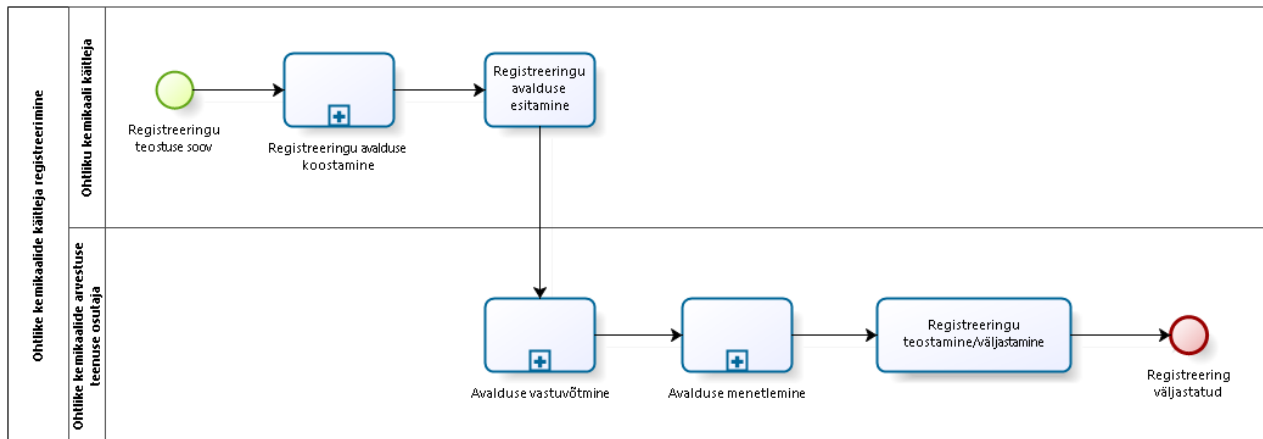 Ohtlike kemikaalide käitleja registreerimine
Ohtliku kemikaali käitleja
Registreeringu
teostuse soov
Registreeringu avalduse
koostamine
Registreeringu
avalduse
esitamine
Ohtlike kemikaalide arvestuse
teenuse osutaja
Avalduse vastuvõtmine
Avalduse menetlemine
Registreeringu
teostamine/väljastamine
Registreering
väljastatud